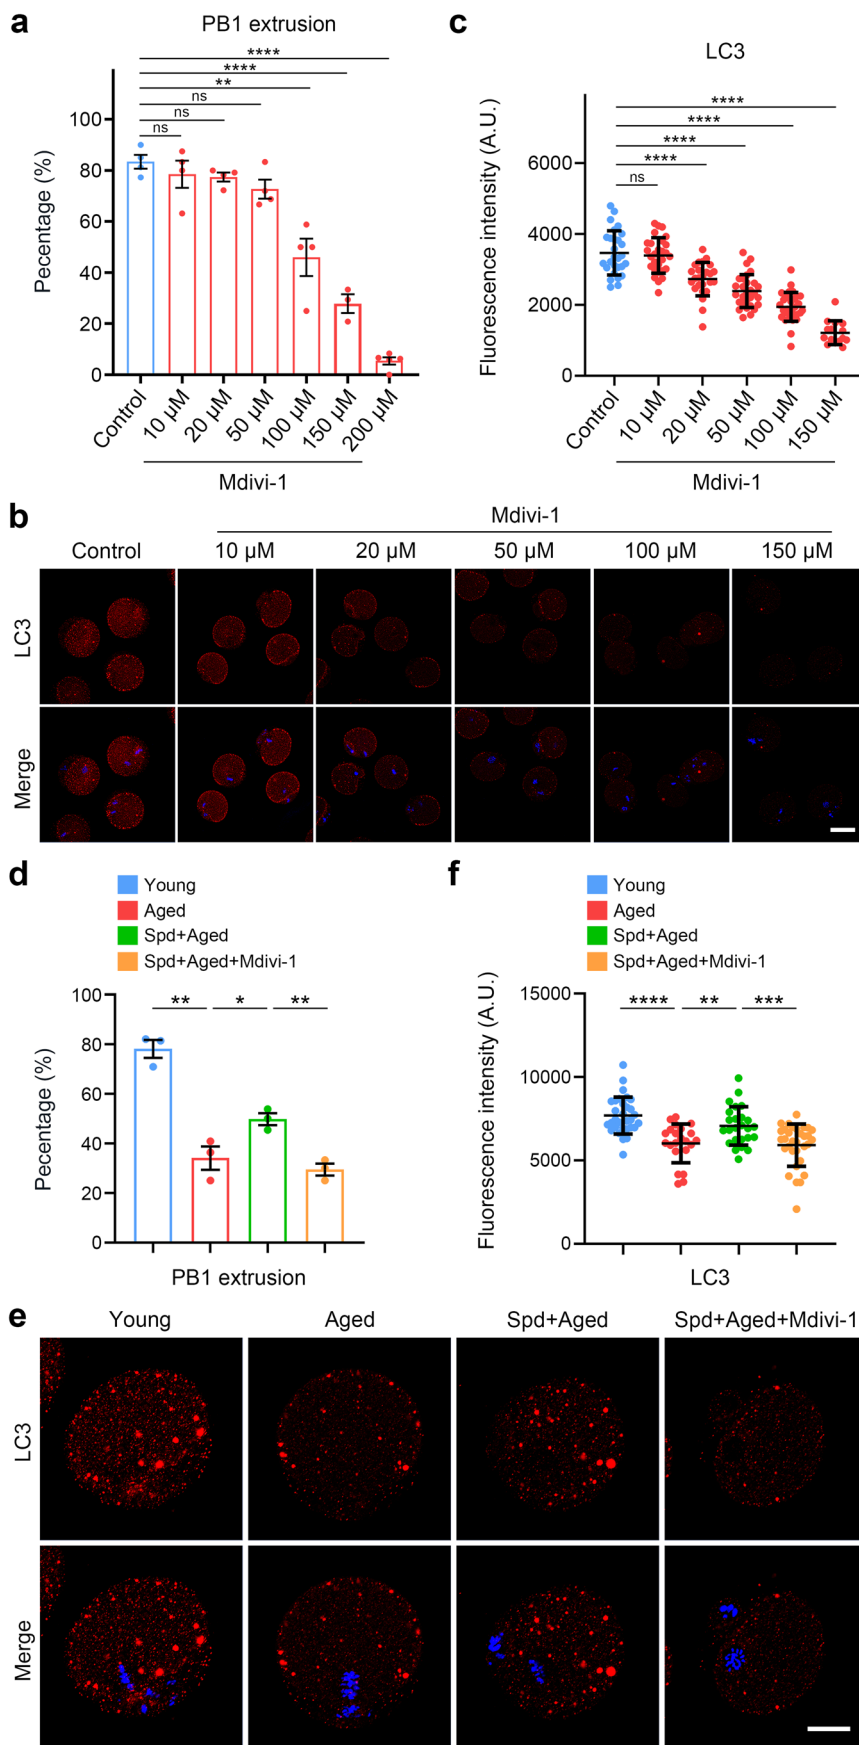 a
PB1 extrusion
****
****
**
ns
ns
ns
Pecentage (%)
100
80
60
40
20
0
Control
10 µM
20 µM
50 µM
100 µM
150 µM
200 µM
Mdivi-1
c
LC3
****
****
****
****
ns
Fluorescence intensity (A.U.)
6000
4000
2000
0
Control
10 µM
20 µM
50 µM
100 µM
150 µM
Mdivi-1
b
Mdivi-1
Control 10 µM 20 µM 50 µM 100 µM 150 µM
LC3
Merge
d
Young
Aged
Spd+Aged
Spd+Aged+Mdivi-1
** * **
Pecentage (%)
100
80
60
40
20
0
PB1 extrusion
f
Young
Aged
Spd+Aged
Spd+Aged+Mdivi-1
**** ** ***
Fluorescence intensity (A.U.)
15000
10000
5000
0
LC3
e
Young Aged Spd+Aged Spd+Aged+Mdivi-1
LC3
Merge